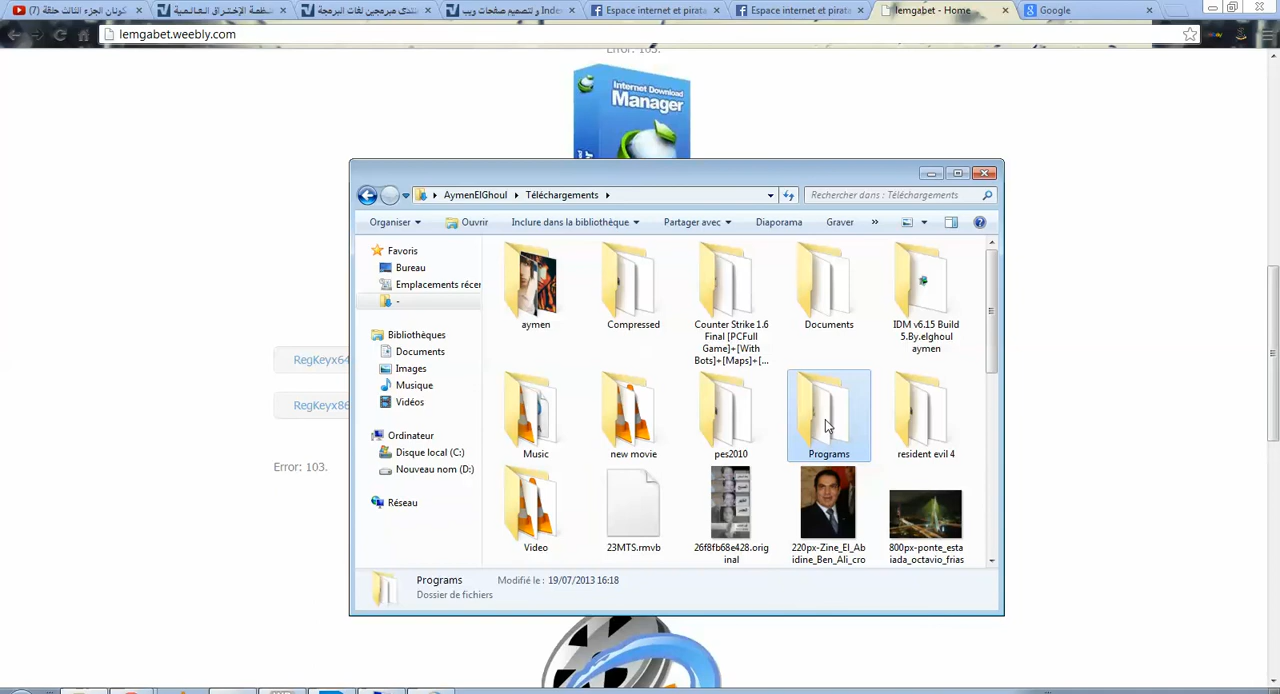 كونان الجزء الثالث حلقة (7)
منظمة الإختراق العالمية
منتدى مبرمجين لغات البرمجة
Index و تصميم صفحات ويب
Espace internet et pirata
Espace internet et pirata
lemgabet - Home
Google
lemgabet.weebly.com
Error: 103.
Internet Download
Manager
AymenElGhoul
Téléchargements
Rechercher dans : Téléchargements
Organiser
Ouvrir
Inclure dans la bibliothèque
Partager avec
Diaporama
Graver
»
Favoris
Bureau
Emplacements récer
-
Bibliothèques
Documents
Images
Musique
Vidéos
Ordinateur
Disque local (C:)
Nouveau nom (D:)
Réseau
aymen
Compressed
Counter Strike 1.6
Final [PCFull
Game]+[With
Bots]+[Maps]+[...
Documents
IDM v6.15 Build
5.By.elghoul
aymen
Music
new movie
pes2010
Programs
resident evil 4
Video
23MTS.rmvb
26f8fb68e428.origi
nal
220px-Zine_El_Ab
idine_Ben_Ali_cro
800px-ponte_esta
iada_octavio_frias
Programs
Modifié le : 19/07/2013 16:18
Dossier de fichiers
RegKeyx64
RegKeyx86
Error: 103.